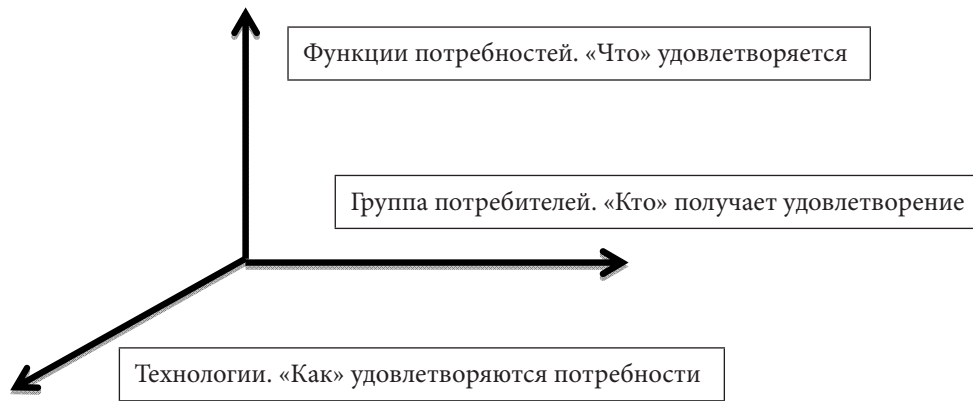 Функции потребностей. «Что» удовлетворяется
Группа потребителей. «Кто» получает удовлетворение
Технологии. «Как» удовлетворяются потребности